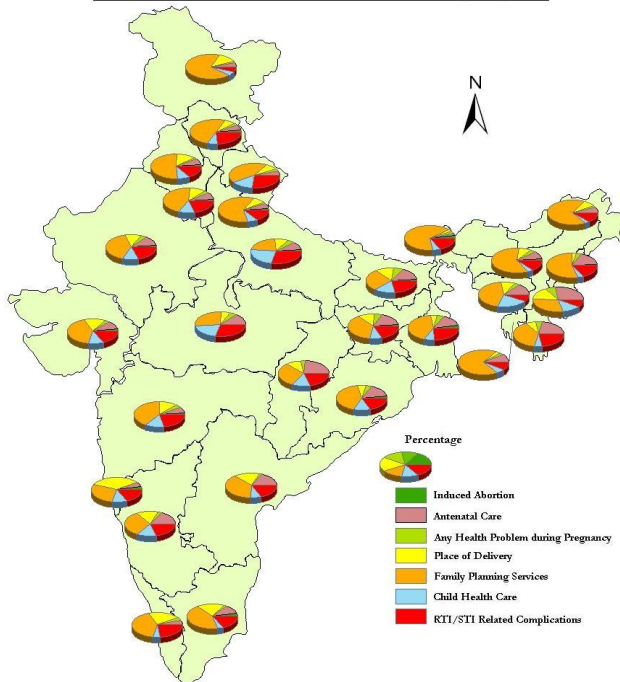 N
Percentage
Induced Abortion
Antenatal Care
Any Health Problem during Pregnancy
Place of Delivery
Family Planning Services
Child Health Care
RTI/STI Related Complications